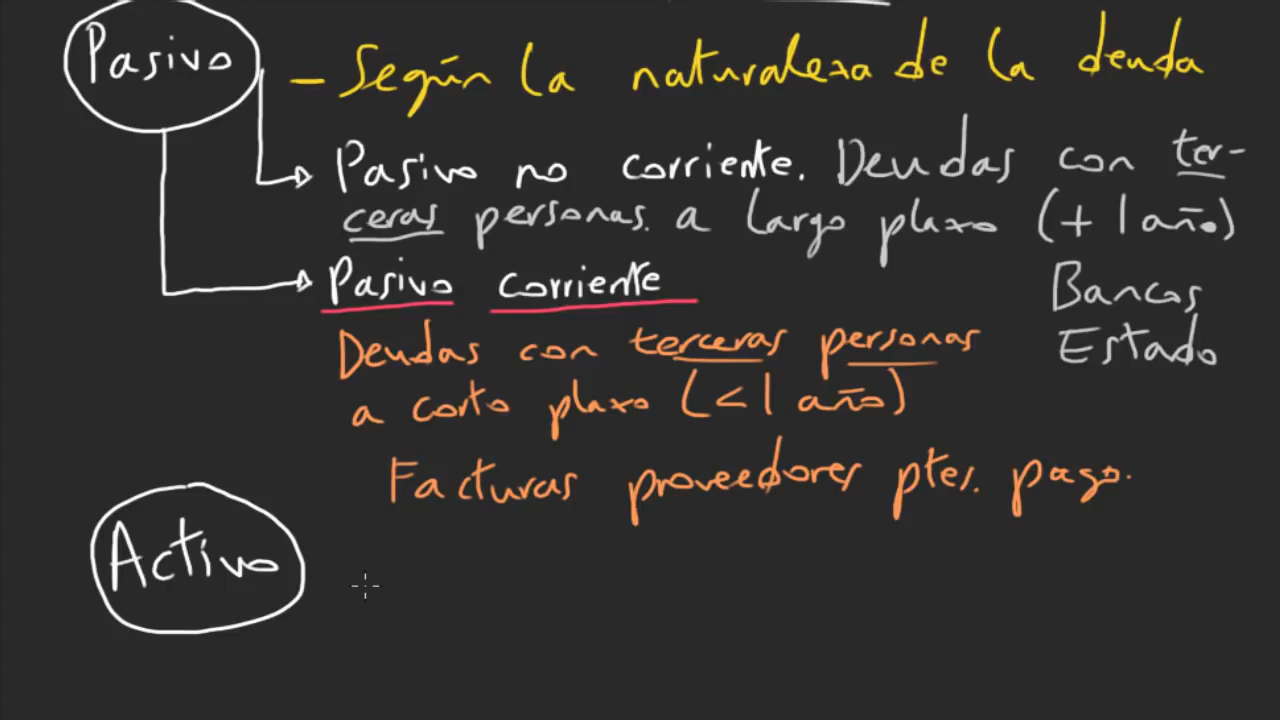 Pasivo
- Según la naturaleza de la deuda
Pasivo no corriente. Deudas con ter-
ceras personas. a largo plazo (+ 1 año)
Bancos
Estado
Pasivo corriente
Deudas con terceras personas
a corto plazo (< 1 año)
Facturas proveedores ptes. pago.
Activo